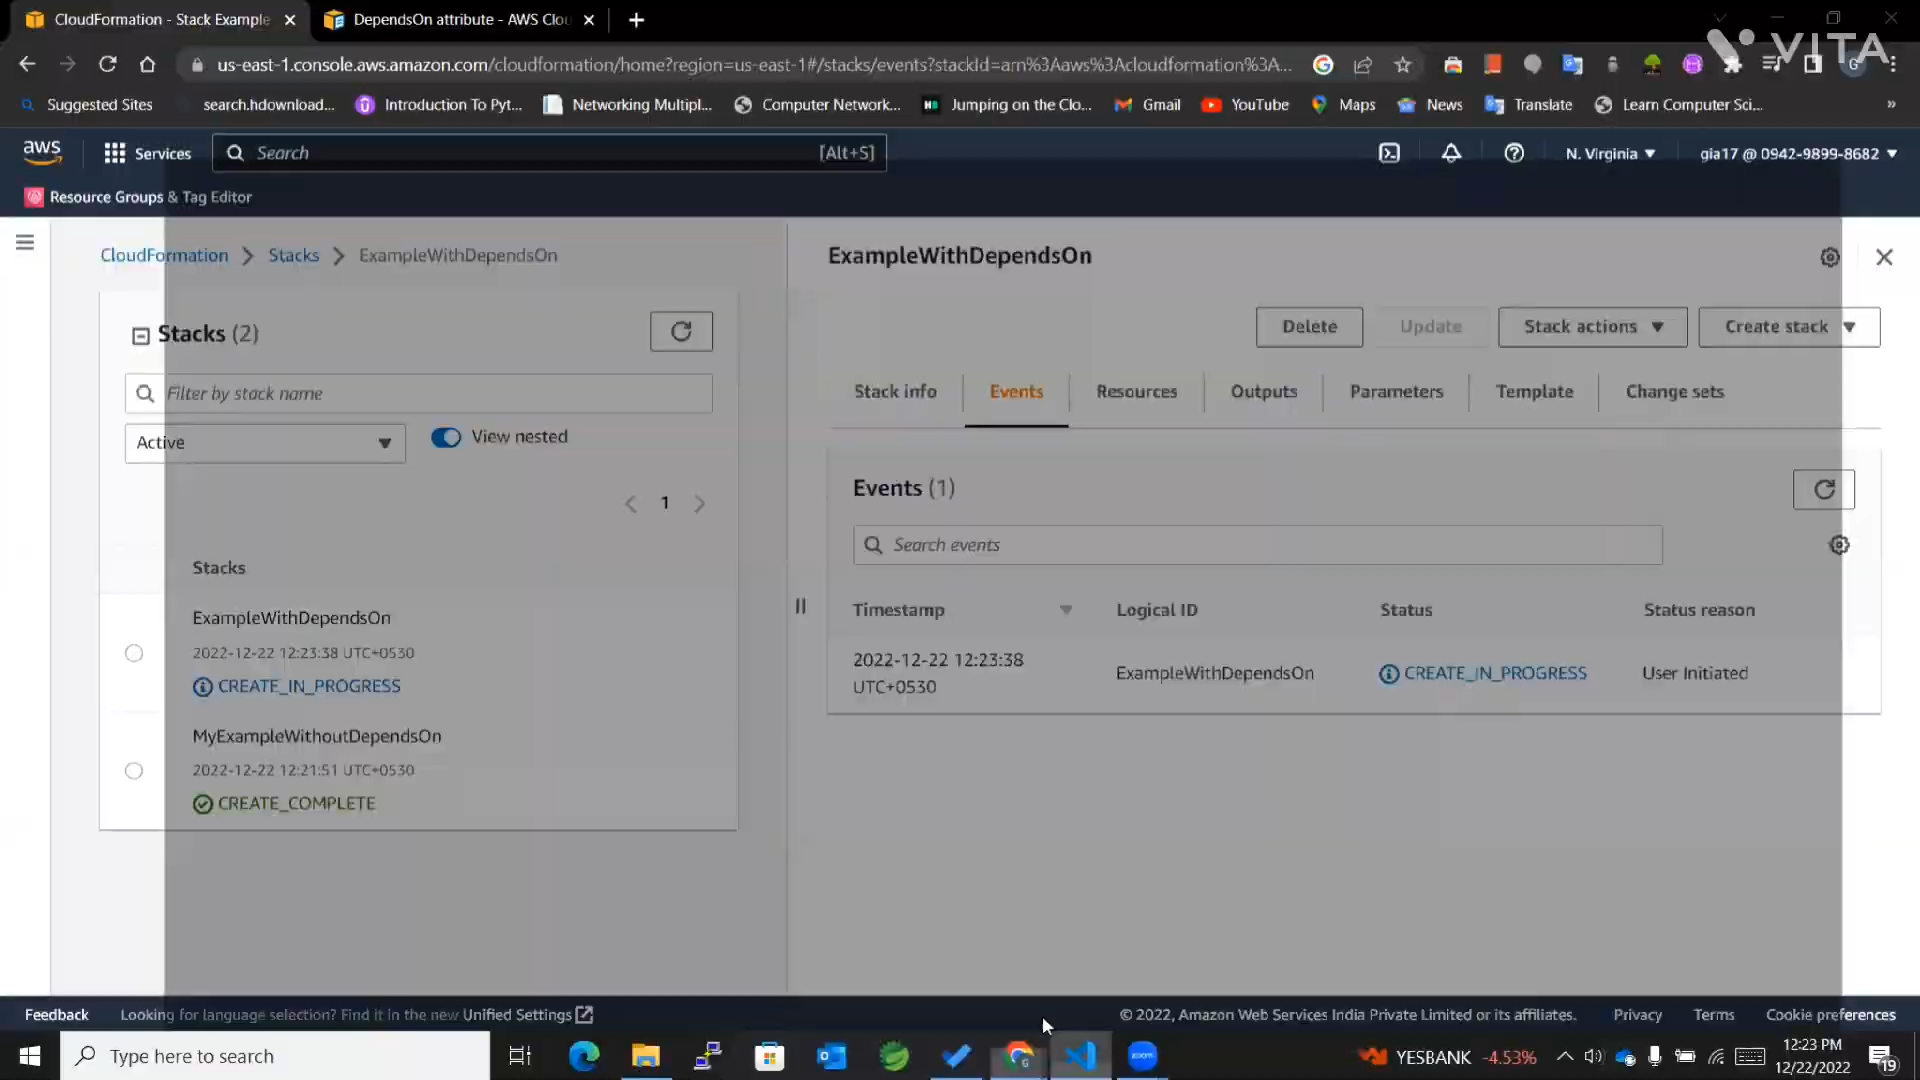 CloudFormation - Stack Example
DependsOn attribute - AWS Clou
VITA
us-east-1.console.aws.amazon.com/cloudformation/home?region=us-east-1#/stacks/events?stackId=arn%3Aaws%3Acloudformation%3A...
Suggested Sites
search.hdownload...
Introduction To Pyt...
Networking Multipl...
Computer Network...
Jumping on the Clo...
Gmail
YouTube
Maps
News
Translate
Learn Computer Sci...
aws
Services
Search
[Alt+S]
N. Virginia
gia17 @ 0942-9899-8682
Resource Groups & Tag Editor
CloudFormation
Stacks
ExampleWithDependsOn
ExampleWithDependsOn
Stacks (2)
Delete
Update
Stack actions
Create stack
Filter by stack name
Stack info
Events
Resources
Outputs
Parameters
Template
Change sets
Active
View nested
1
Events (1)
Search events
Stacks
Timestamp
Logical ID
Status
Status reason
ExampleWithDependsOn
2022-12-22 12:23:38 UTC+0530
CREATE_IN_PROGRESS
2022-12-22 12:23:38
UTC+0530
ExampleWithDependsOn
CREATE_IN_PROGRESS
User Initiated
MyExampleWithoutDependsOn
2022-12-22 12:21:51 UTC+0530
CREATE_COMPLETE
Feedback
Looking for language selection? Find it in the new Unified Settings
© 2022, Amazon Web Services India Private Limited or its affiliates.
Privacy
Terms
Cookie preferences
Type here to search
zoom
YESBANK -4.53%
12:23 PM
12/22/2022
19